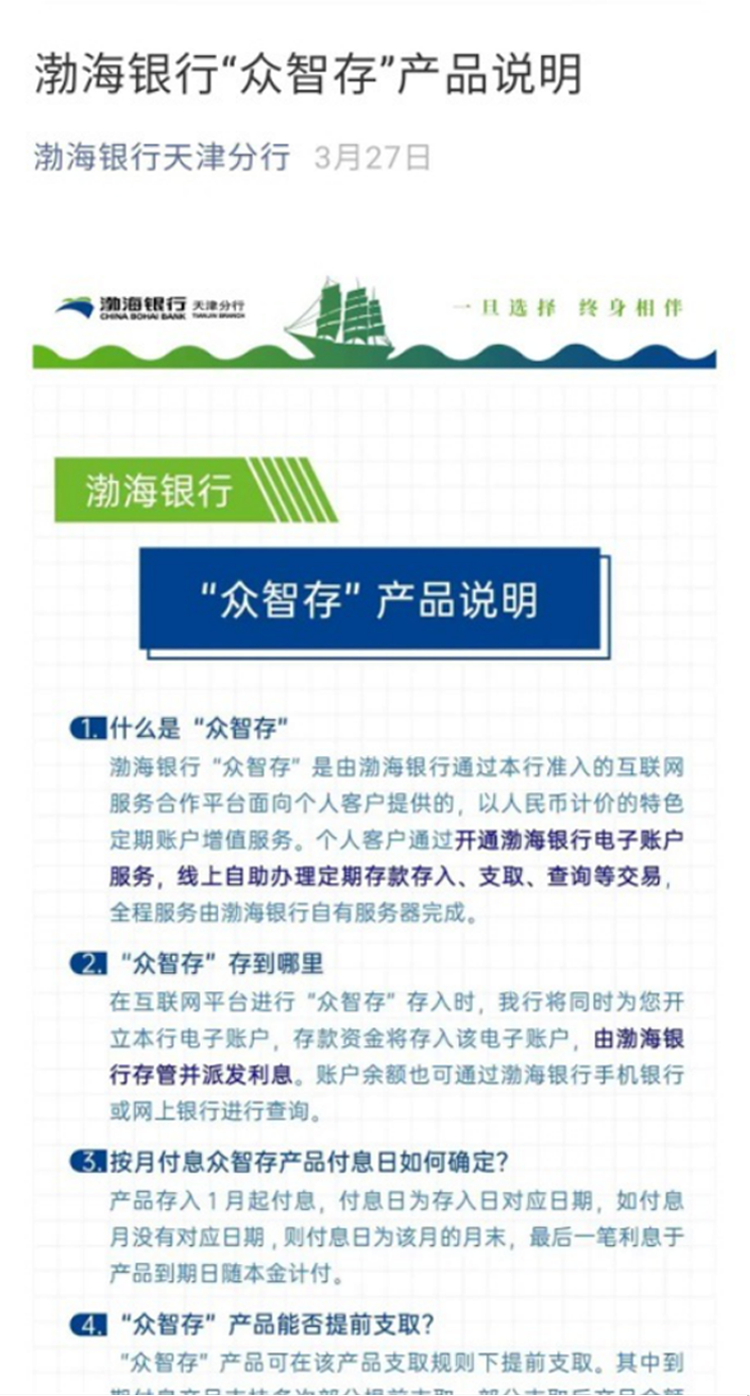 渤海银行“众智存”产品说明
渤海银行天津分行 3月27日
渤海银行 天津分行
CHINA BOHAI BANK TIANJIN BRANCH
一旦选择 终身相伴
渤海银行
“众智存”产品说明
1. 什么是“众智存”
渤海银行“众智存”是由渤海银行通过本行准入的互联网
服务合作平台面向个人客户提供的，以人民币计价的特色
定期账户增值服务。个人客户通过开通渤海银行电子账户
服务，线上自助办理定期存款存入、支取、查询等交易，
全程服务由渤海银行自有服务器完成。
2. “众智存”存到哪里
在互联网平台进行“众智存”存入时，我行将同时为您开
立本行电子账户，存款资金将存入该电子账户，由渤海银
行存管并派发利息。账户余额也可通过渤海银行手机银行
或网上银行进行查询。
3. 按月付息众智存产品付息日如何确定？
产品存入1月起付息，付息日为存入日对应日期，如付息
月没有对应日期，则付息日为该月的月末，最后一笔利息于
产品到期日随本金计付。
4. “众智存”产品能否提前支取？
“众智存”产品可在该产品支取规则下提前支取。其中到